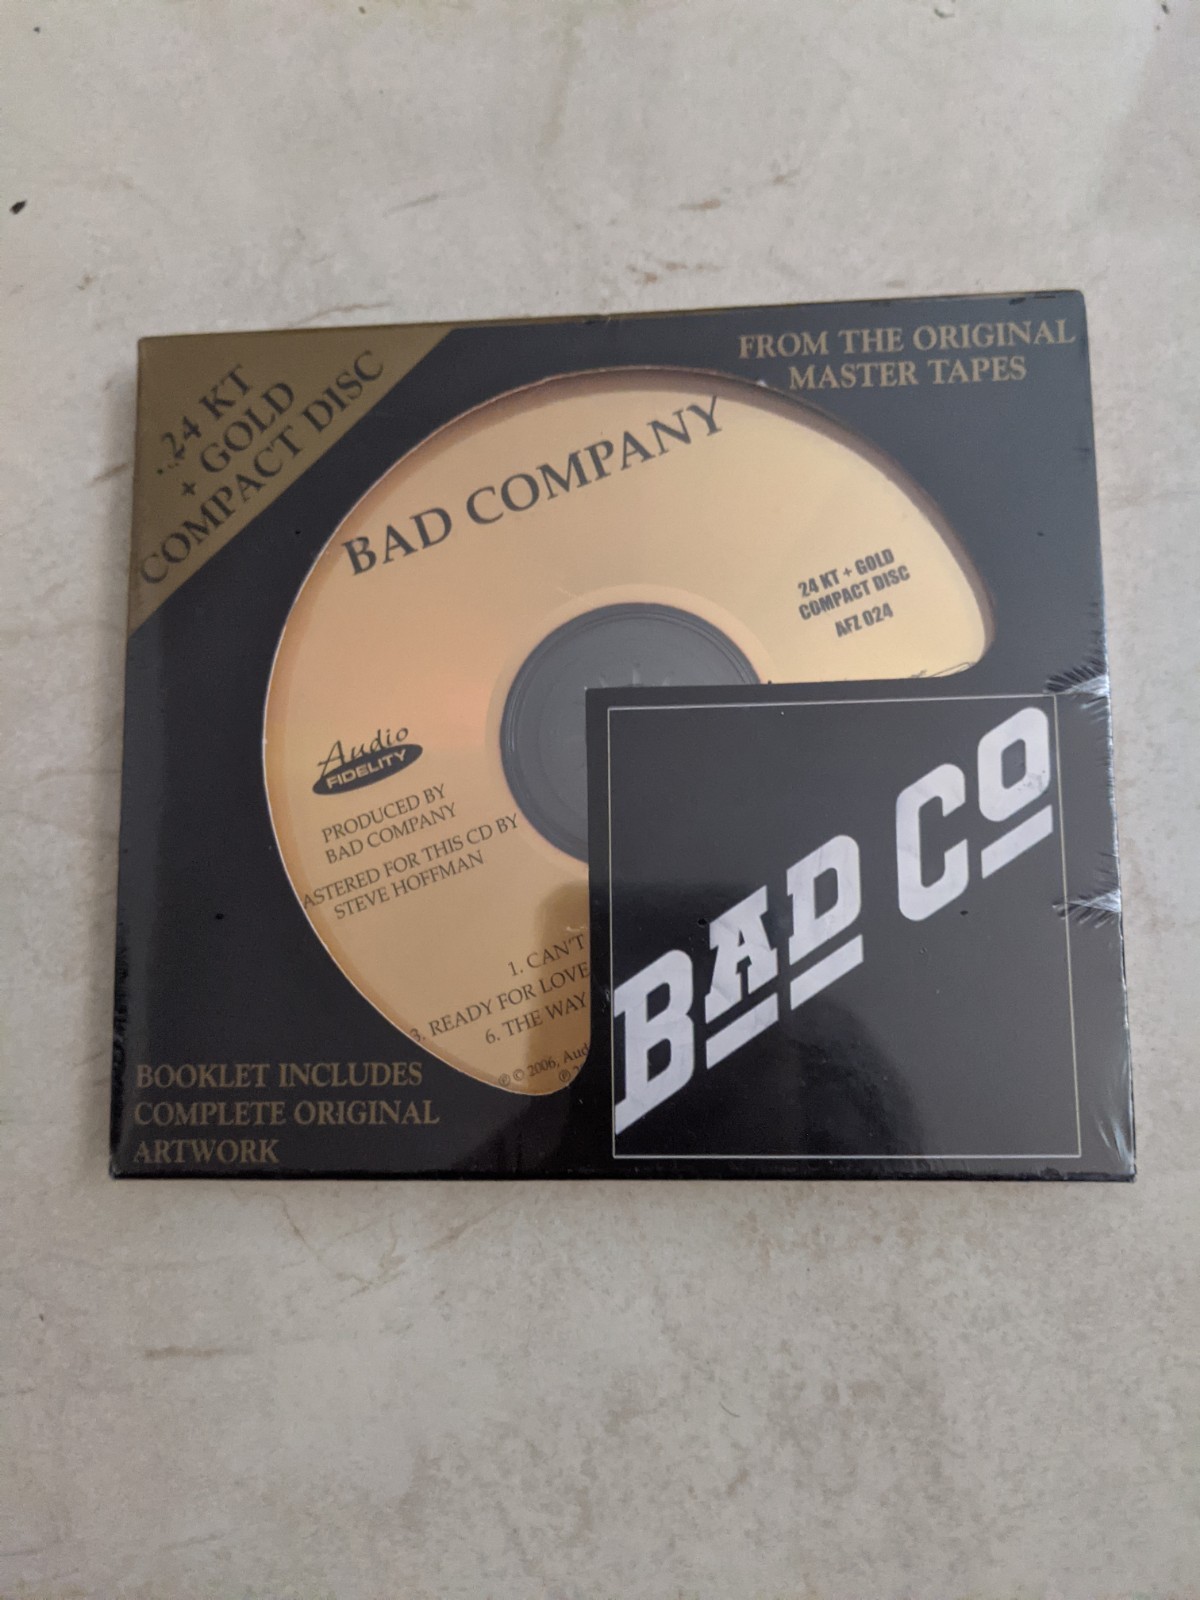 24 KT
+ GOLD
COMPACT DISC
FROM THE ORIGINAL
MASTER TAPES
BAD COMPANY
24 KT + GOLD
COMPACT DISC
AFZ 024
Audio
FIDELITY
PRODUCED BY
BAD COMPANY
ASTERED FOR THIS CD BY
STEVE HOFFMAN
1. CAN'T
3. READY FOR LOVE
6. THE WAY
℗ © 2006, Aud
BAD CO
BOOKLET INCLUDES
COMPLETE ORIGINAL
ARTWORK